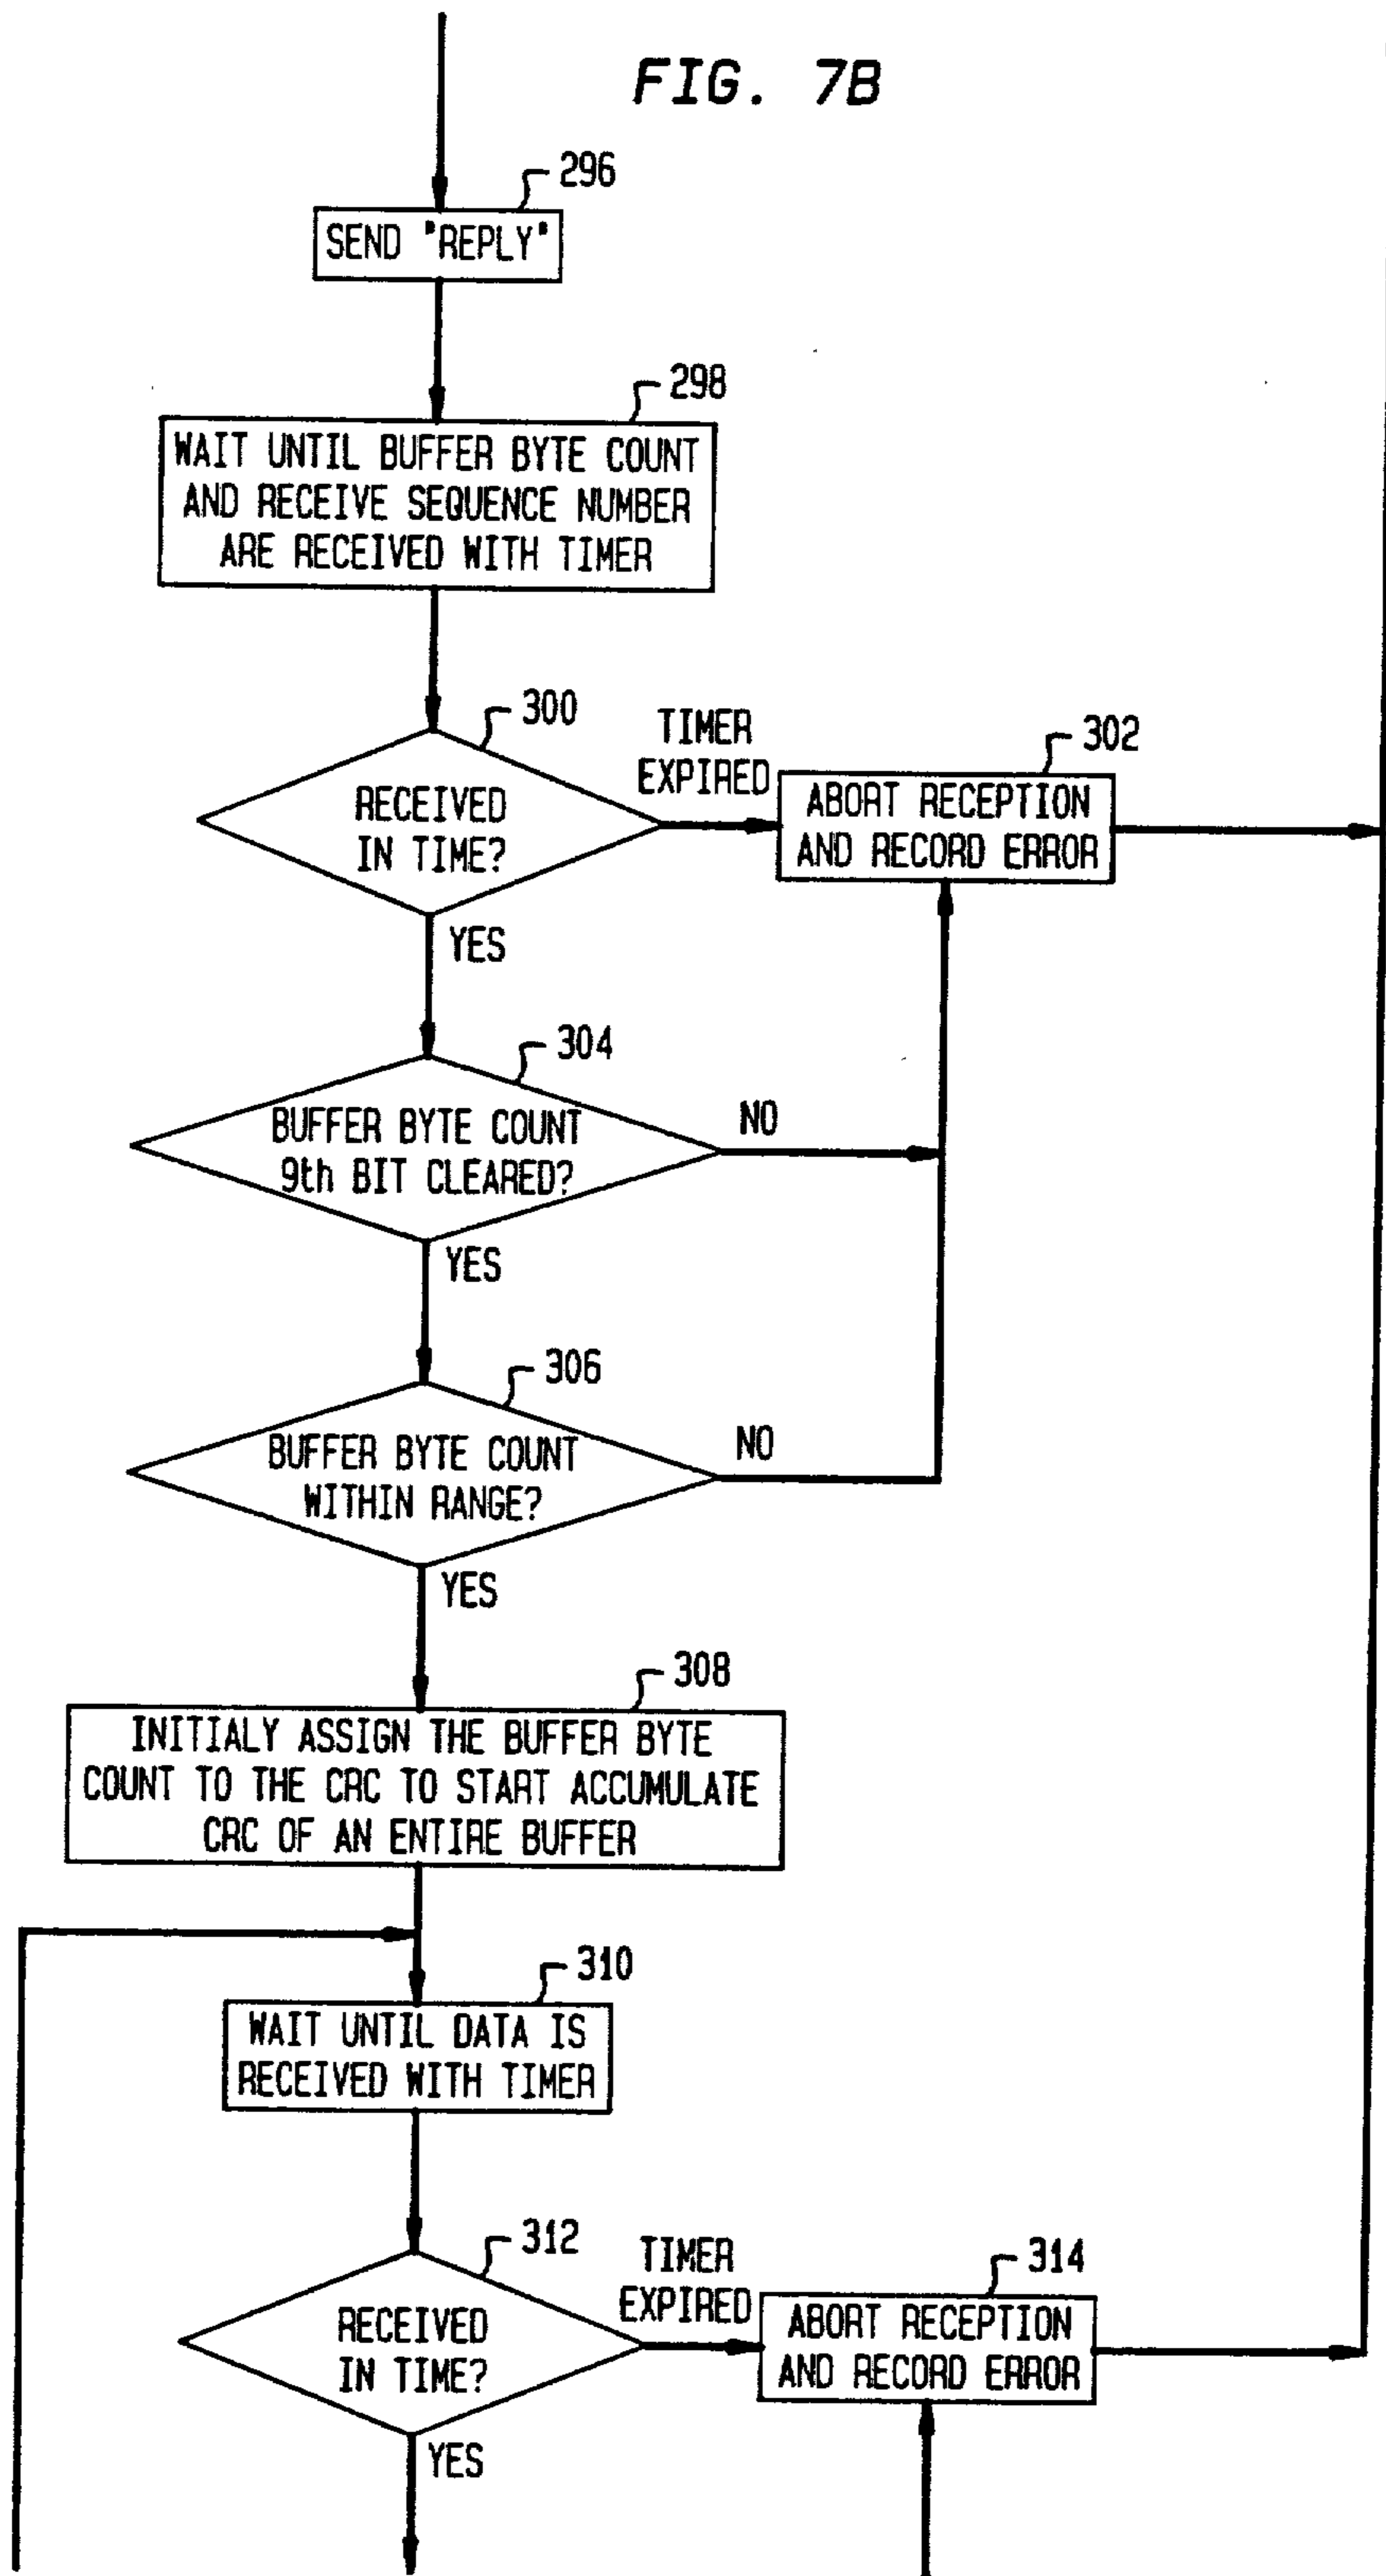 FIG. 7B
296
SEND "REPLY"
298
WAIT UNTIL BUFFER BYTE COUNT
AND RECEIVE SEQUENCE NUMBER
ARE RECEIVED WITH TIMER
300
RECEIVED
IN TIME?
TIMER
EXPIRED
302
ABORT RECEPTION
AND RECORD ERROR
YES
304
BUFFER BYTE COUNT
9th BIT CLEARED?
NO
YES
306
BUFFER BYTE COUNT
WITHIN RANGE?
NO
YES
308
INITIALY ASSIGN THE BUFFER BYTE
COUNT TO THE CRC TO START ACCUMULATE
CRC OF AN ENTIRE BUFFER
310
WAIT UNTIL DATA IS
RECEIVED WITH TIMER
312
RECEIVED
IN TIME?
TIMER
EXPIRED
314
ABORT RECEPTION
AND RECORD ERROR
YES